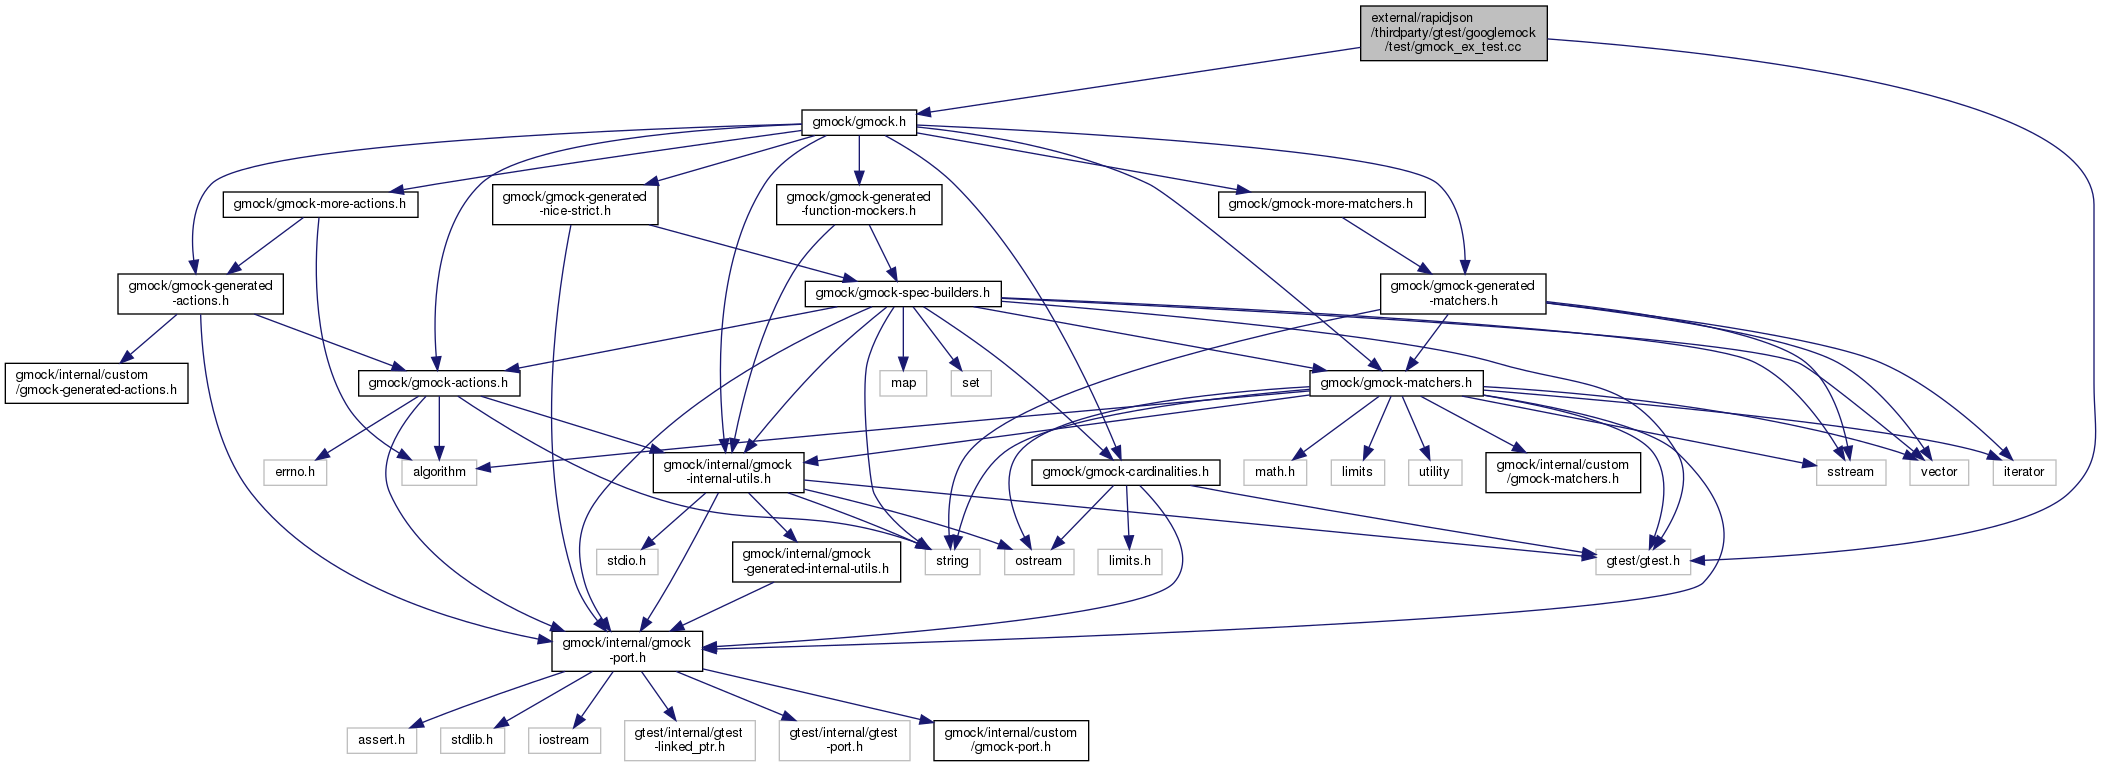 external/rapidjson
/thirdparty/gtest/googlemock
/test/gmock_ex_test.cc
gmock/gmock.h
gmock/gmock-more-actions.h
gmock/gmock-generated
-nice-strict.h
gmock/gmock-generated
-function-mockers.h
gmock/gmock-more-matchers.h
gmock/gmock-generated
-actions.h
gmock/gmock-spec-builders.h
gmock/gmock-generated
-matchers.h
gmock/internal/custom
/gmock-generated-actions.h
gmock/gmock-actions.h
map
set
gmock/gmock-matchers.h
errno.h
algorithm
gmock/internal/gmock
-internal-utils.h
gmock/gmock-cardinalities.h
math.h
limits
utility
gmock/internal/custom
/gmock-matchers.h
sstream
vector
iterator
stdio.h
gmock/internal/gmock
-generated-internal-utils.h
string
ostream
limits.h
gtest/gtest.h
gmock/internal/gmock
-port.h
assert.h
stdlib.h
iostream
gtest/internal/gtest
-linked_ptr.h
gtest/internal/gtest
-port.h
gmock/internal/custom
/gmock-port.h